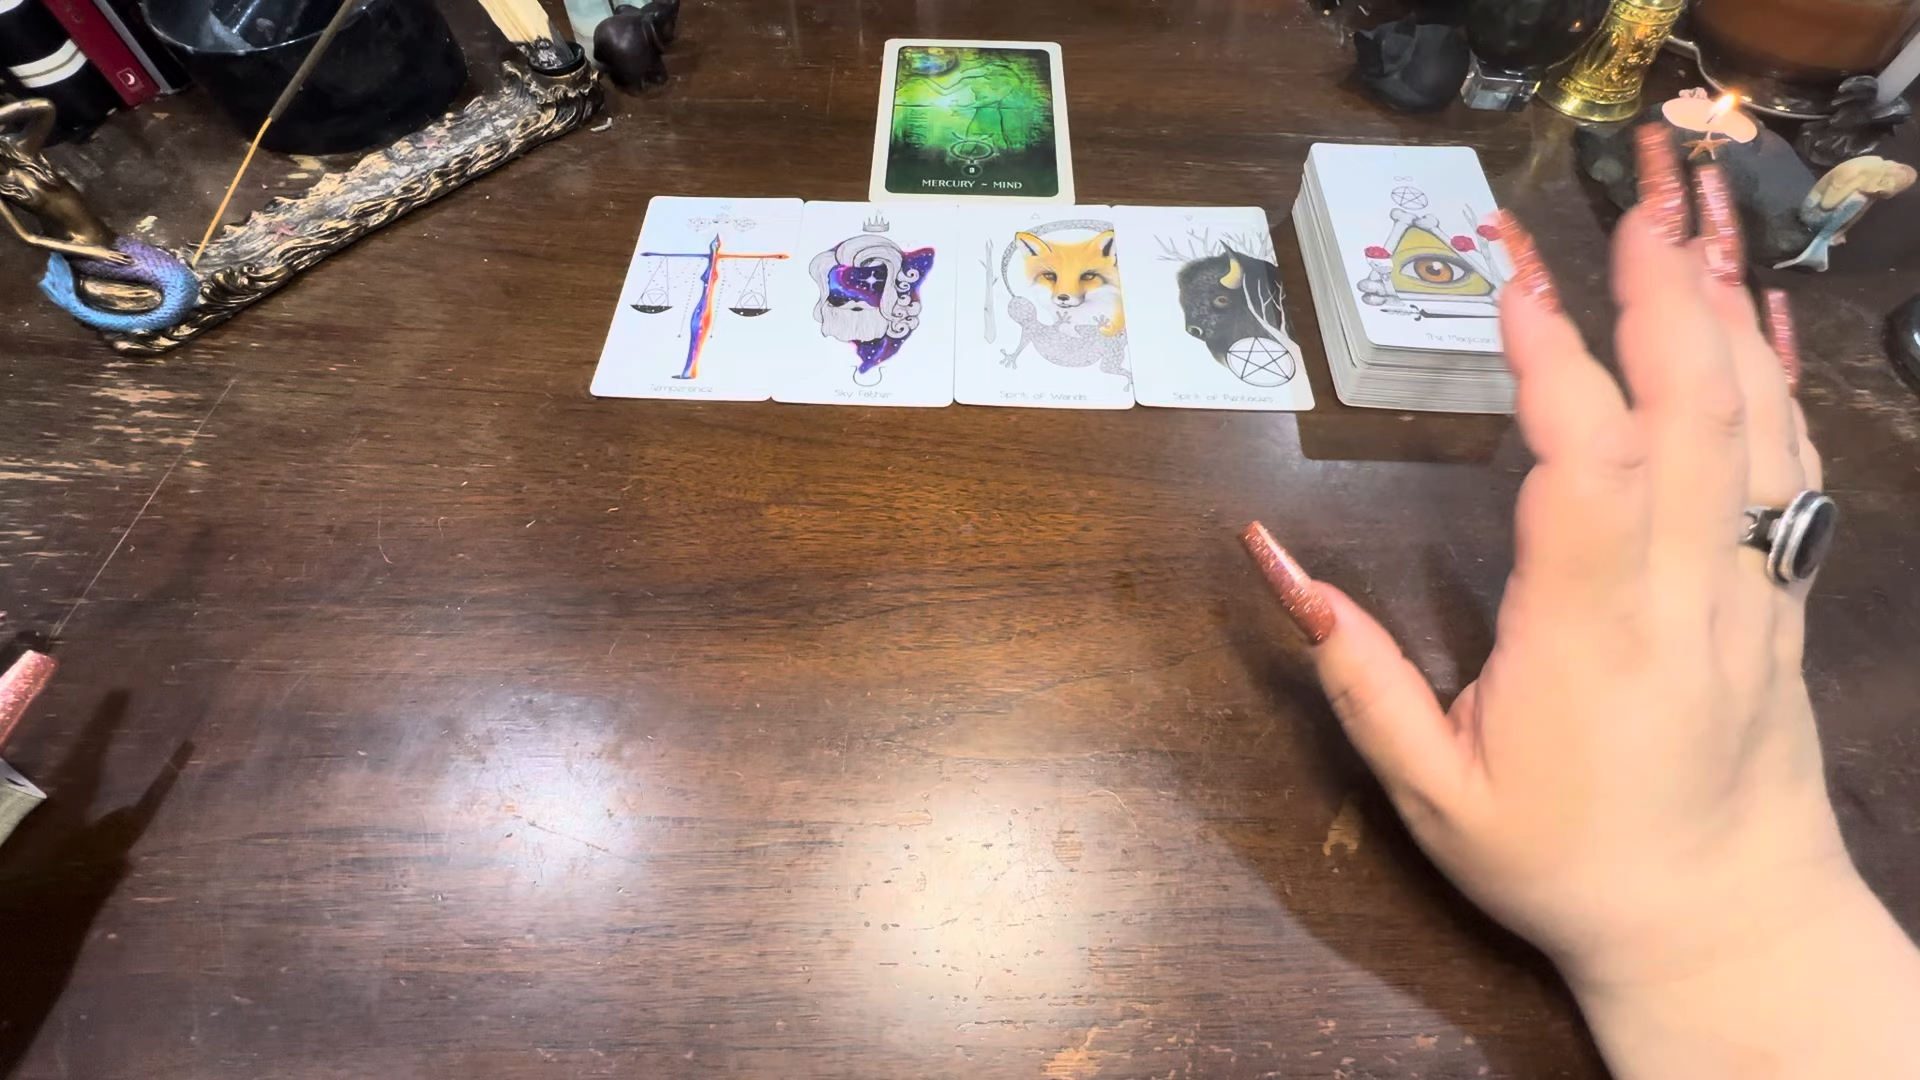 MERCURY ~ MIND
Temperance
Sky Father
Spirit of Wands
Spirit of Pentacles
The Magician